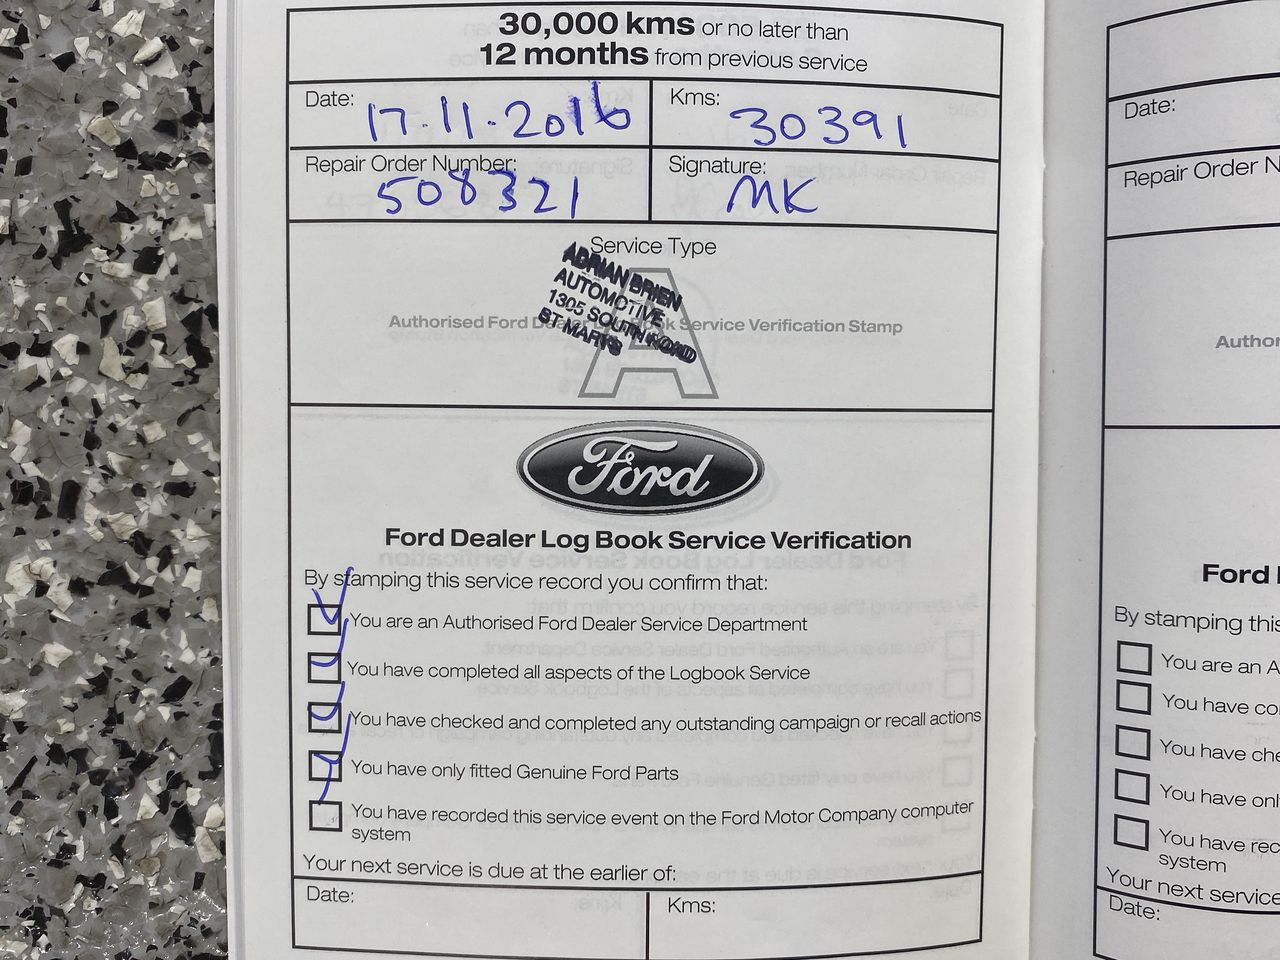 30,000 kms or no later than
12 months from previous service
Date: 17.11.2016
Kms: 30391
Repair Order Number: 508321
Signature: MK
Service Type
A
Authorised Ford Dealer Log Book Service Verification Stamp
ADRIAN BRIEN
AUTOMOTIVE
1305 SOUTH ROAD
ST MARYS
Ford
Ford Dealer Log Book Service Verification
By stamping this service record you confirm that:
You are an Authorised Ford Dealer Service Department
You have completed all aspects of the Logbook Service
You have checked and completed any outstanding campaign or recall actions
You have only fitted Genuine Ford Parts
You have recorded this service event on the Ford Motor Company computer
system
Your next service is due at the earlier of:
Date:
Kms:
Date:
Repair Order N
Author
Ford
By stamping this
You are an A
You have co
You have che
You have onl
You have rec
system
Your next service
Date: